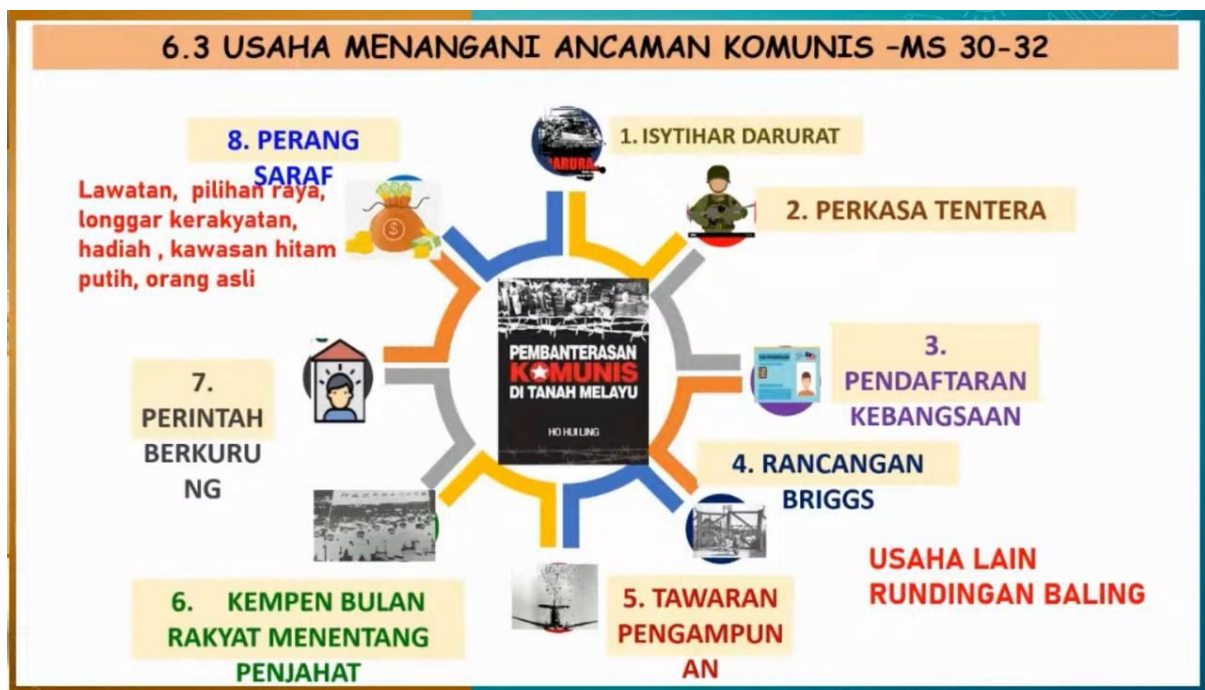 6.3 USAHA MENANGANI ANCAMAN KOMUNIS -MS 30-32
1. ISYTIHAR DARURAT
2. PERKASA TENTERA
3.
PENDAFTARAN
KEBANGSAAN
4. RANCANGAN
BRIGGS
USAHA LAIN
RUNDINGAN BALING
5. TAWARAN
PENGAMPUN
AN
6. KEMPEN BULAN
RAKYAT MENENTANG
PENJAHAT
7.
PERINTAH
BERKURU
NG
8. PERANG
SARAF
Lawatan, pilihan raya,
longgar kerakyatan,
hadiah , kawasan hitam
putih, orang asli
PEMBANTERASAN
KOMUNIS
DI TANAH MELAYU
HO HUI LING